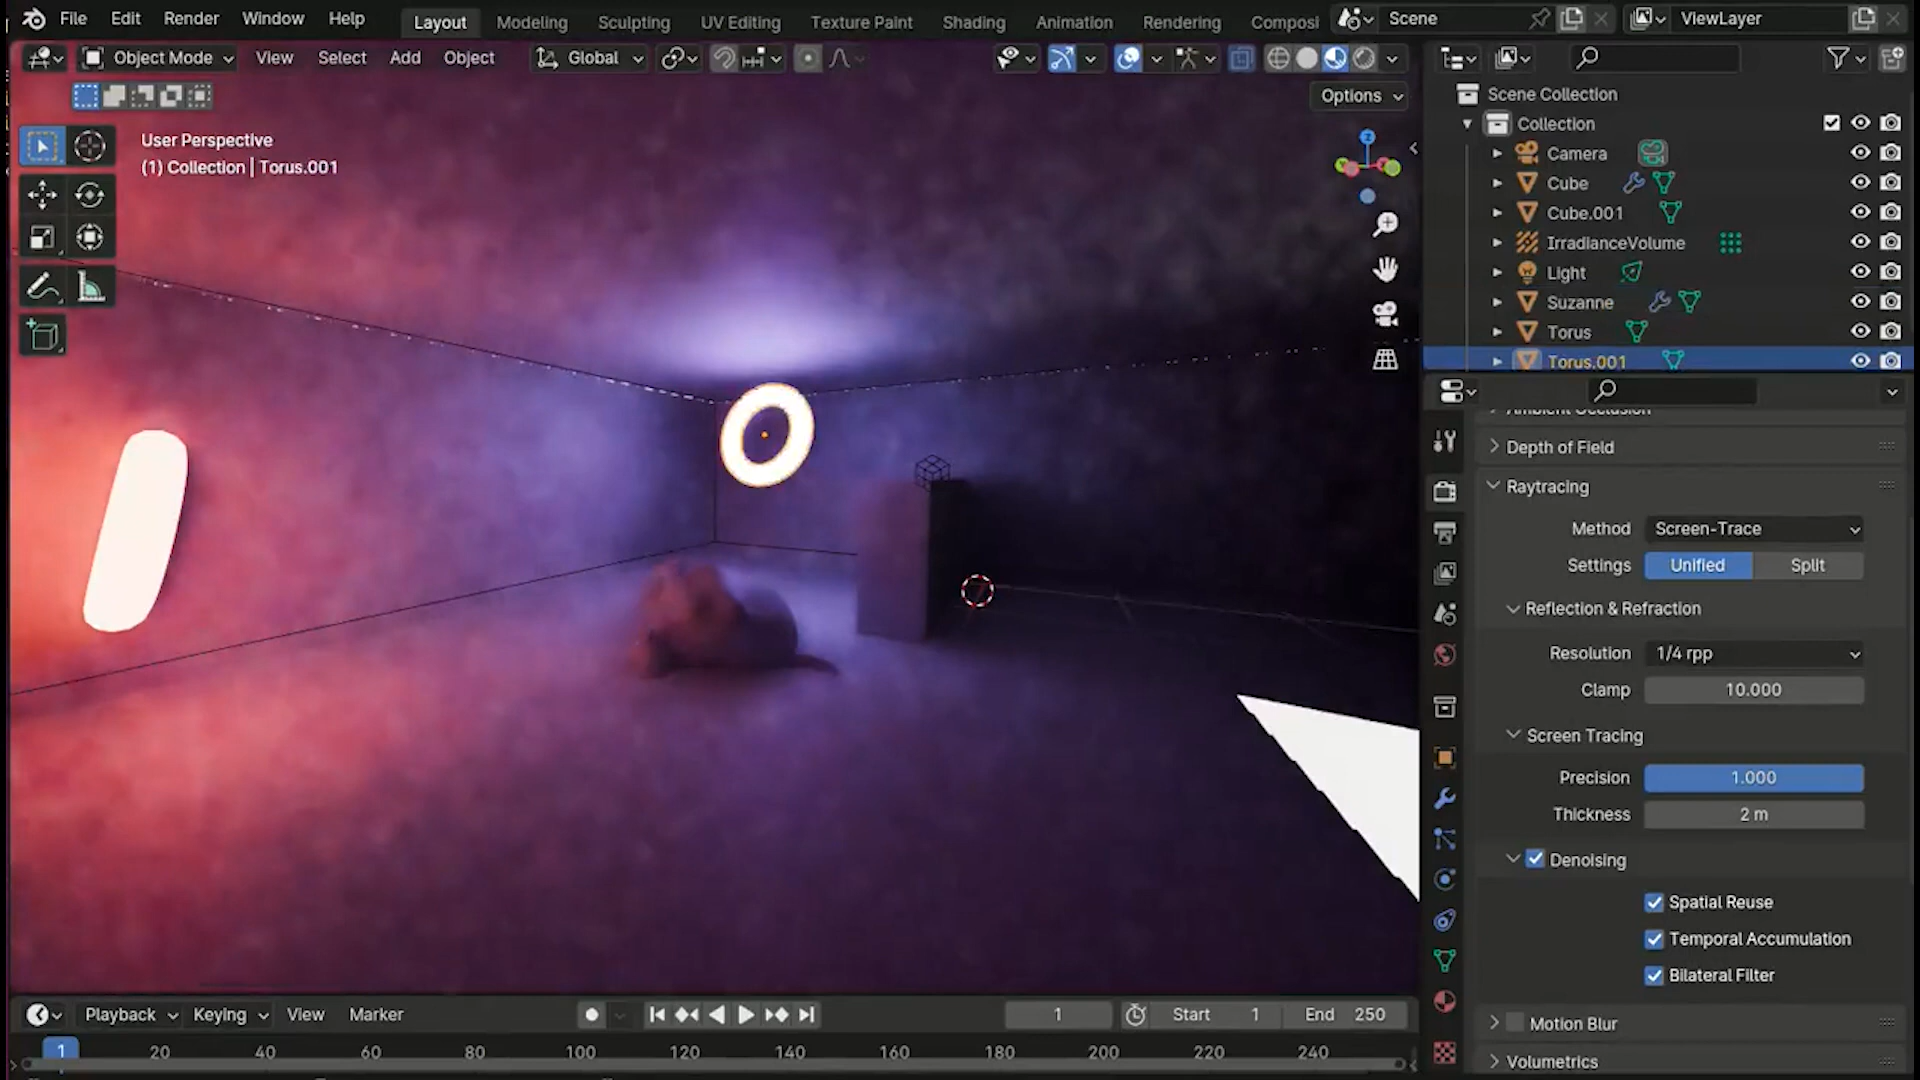 File Edit Render Window Help Layout Modeling Sculpting UV Editing Texture Paint Shading Animation Rendering Composi Scene ViewLayer
Object Mode View Select Add Object Global
Options
User Perspective
(1) Collection | Torus.001
Scene Collection
Collection
Camera
Cube
Cube.001
IrradianceVolume
Light
Suzanne
Torus
Torus.001
Ambient Occlusion
Depth of Field
Raytracing
Method Screen-Trace
Settings Unified Split
Reflection & Refraction
Resolution 1/4 rpp
Clamp 10.000
Screen Tracing
Precision 1.000
Thickness 2 m
Denoising
Spatial Reuse
Temporal Accumulation
Bilateral Filter
Motion Blur
Volumetrics
Playback Keying View Marker 1 Start 1 End 250
1 20 40 60 80 100 120 140 160 180 200 220 240